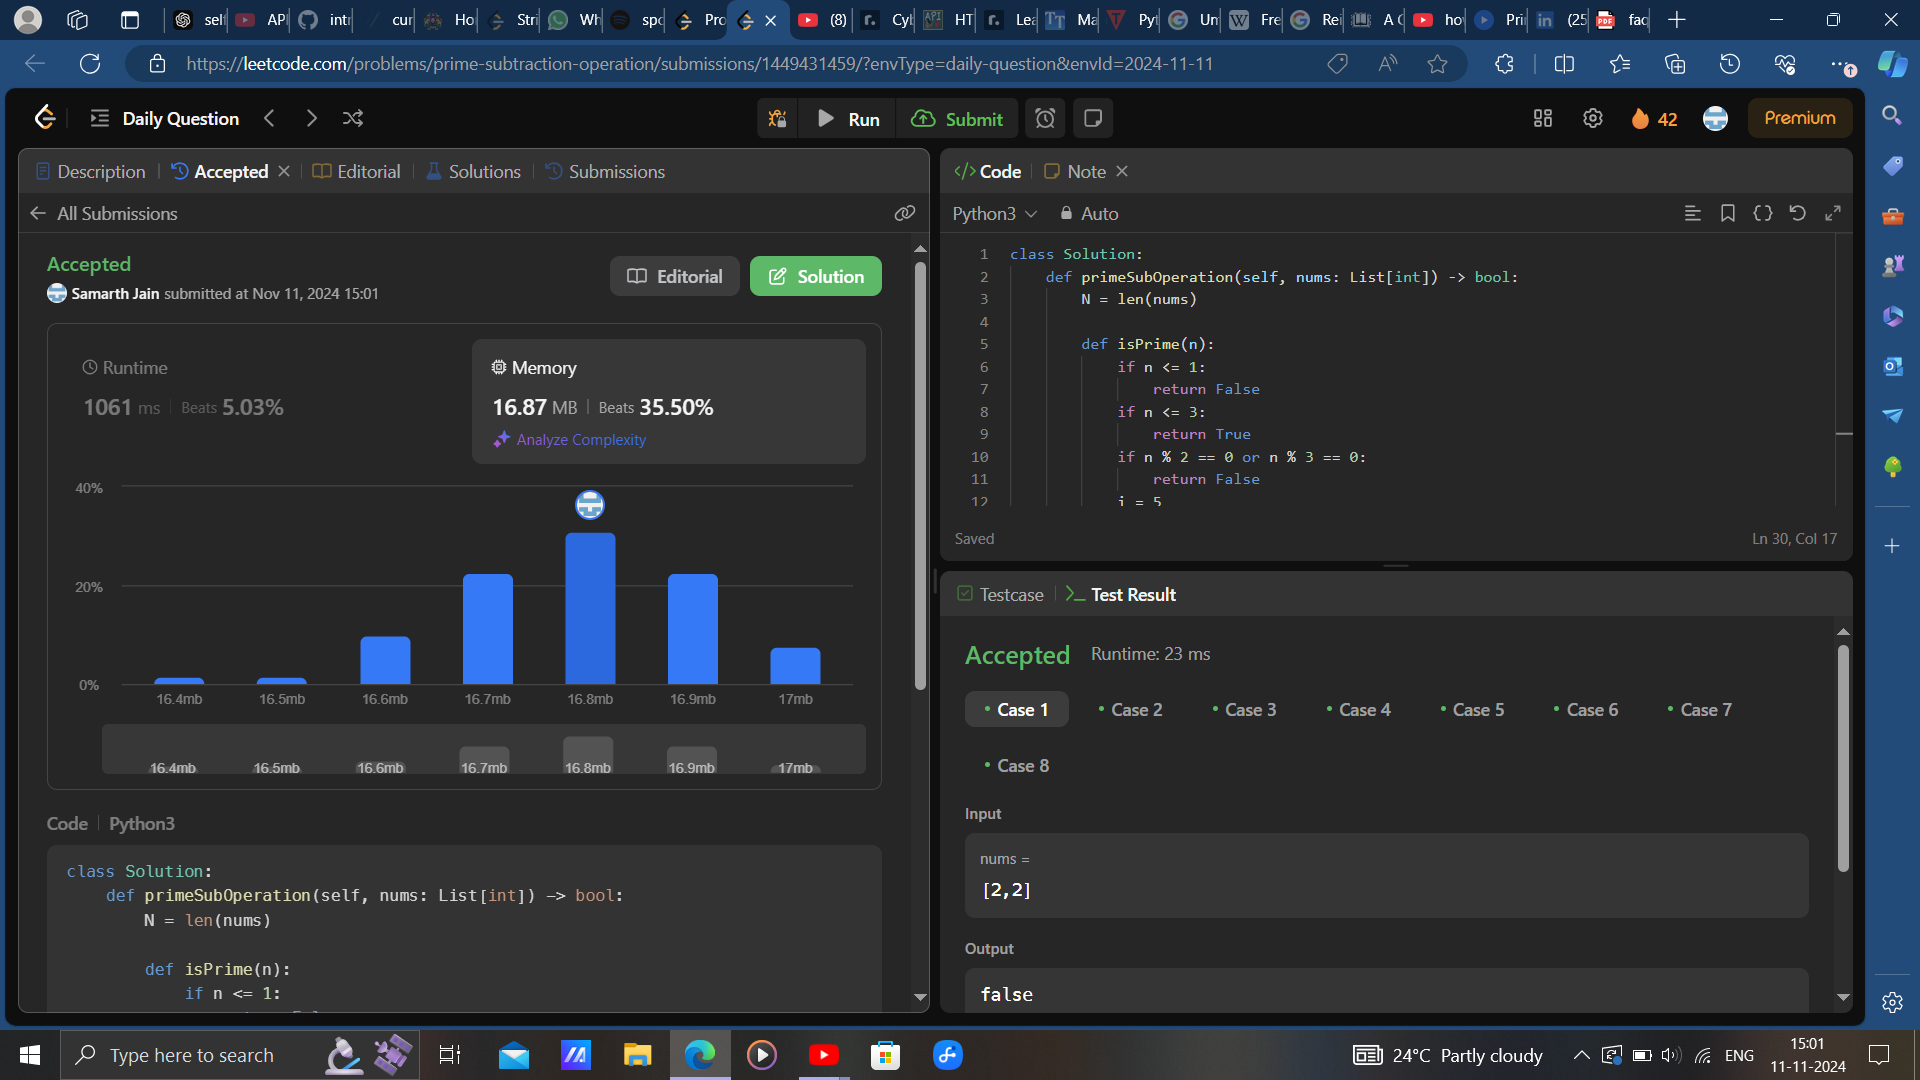 self
API
intr
cur
Ho
Stri
Wh
spo
Pro
(8)
Cyl
HT
Lea
Ma
Pyt
Un
Fre
Rei
A C
ho
Pri
(25
faq
https://leetcode.com/problems/prime-subtraction-operation/submissions/1449431459/?envType=daily-question&envId=2024-11-11
Daily Question
Run
Submit
42
Premium
Description
Accepted
Editorial
Solutions
Submissions
All Submissions
Accepted
Samarth Jain submitted at Nov 11, 2024 15:01
Editorial
Solution
Runtime
1061 ms
Beats 5.03%
Memory
16.87 MB
Beats 35.50%
Analyze Complexity
40%
20%
0%
16.4mb
16.5mb
16.6mb
16.7mb
16.8mb
16.9mb
17mb
16.4mb
16.5mb
16.6mb
16.7mb
16.8mb
16.9mb
17mb
Code
Python3
class Solution:
def primeSubOperation(self, nums: List[int]) -> bool:
N = len(nums)
def isPrime(n):
if n <= 1:
Code
Note
Python3
Auto
1 class Solution:
2 def primeSubOperation(self, nums: List[int]) -> bool:
3 N = len(nums)
4
5 def isPrime(n):
6 if n <= 1:
7 return False
8 if n <= 3:
9 return True
10 if n % 2 == 0 or n % 3 == 0:
11 return False
12 i = 5
Saved
Ln 30, Col 17
Testcase
Test Result
Accepted
Runtime: 23 ms
Case 1
Case 2
Case 3
Case 4
Case 5
Case 6
Case 7
Case 8
Input
nums =
[2,2]
Output
false
Type here to search
24°C Partly cloudy
ENG
15:01
11-11-2024